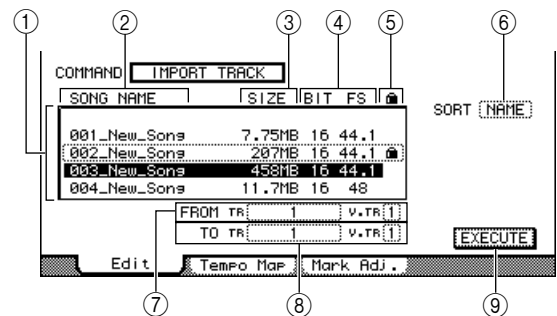 ① ② ③ ④ ⑤ ⑥
COMMAND IMPORT TRACK
SONG NAME SIZE BIT FS
SORT NAME
001_New_Song 7.75MB 16 44.1
002_New_Song 207MB 16 44.1
003_New_Song 458MB 16 44.1
004_New_Song 11.7MB 16 48
FROM TR 1 V.TR 1
TO TR 1 V.TR 1
EXECUTE
Edit Tempo Map Mark Adj.
⑦ ⑧ ⑨